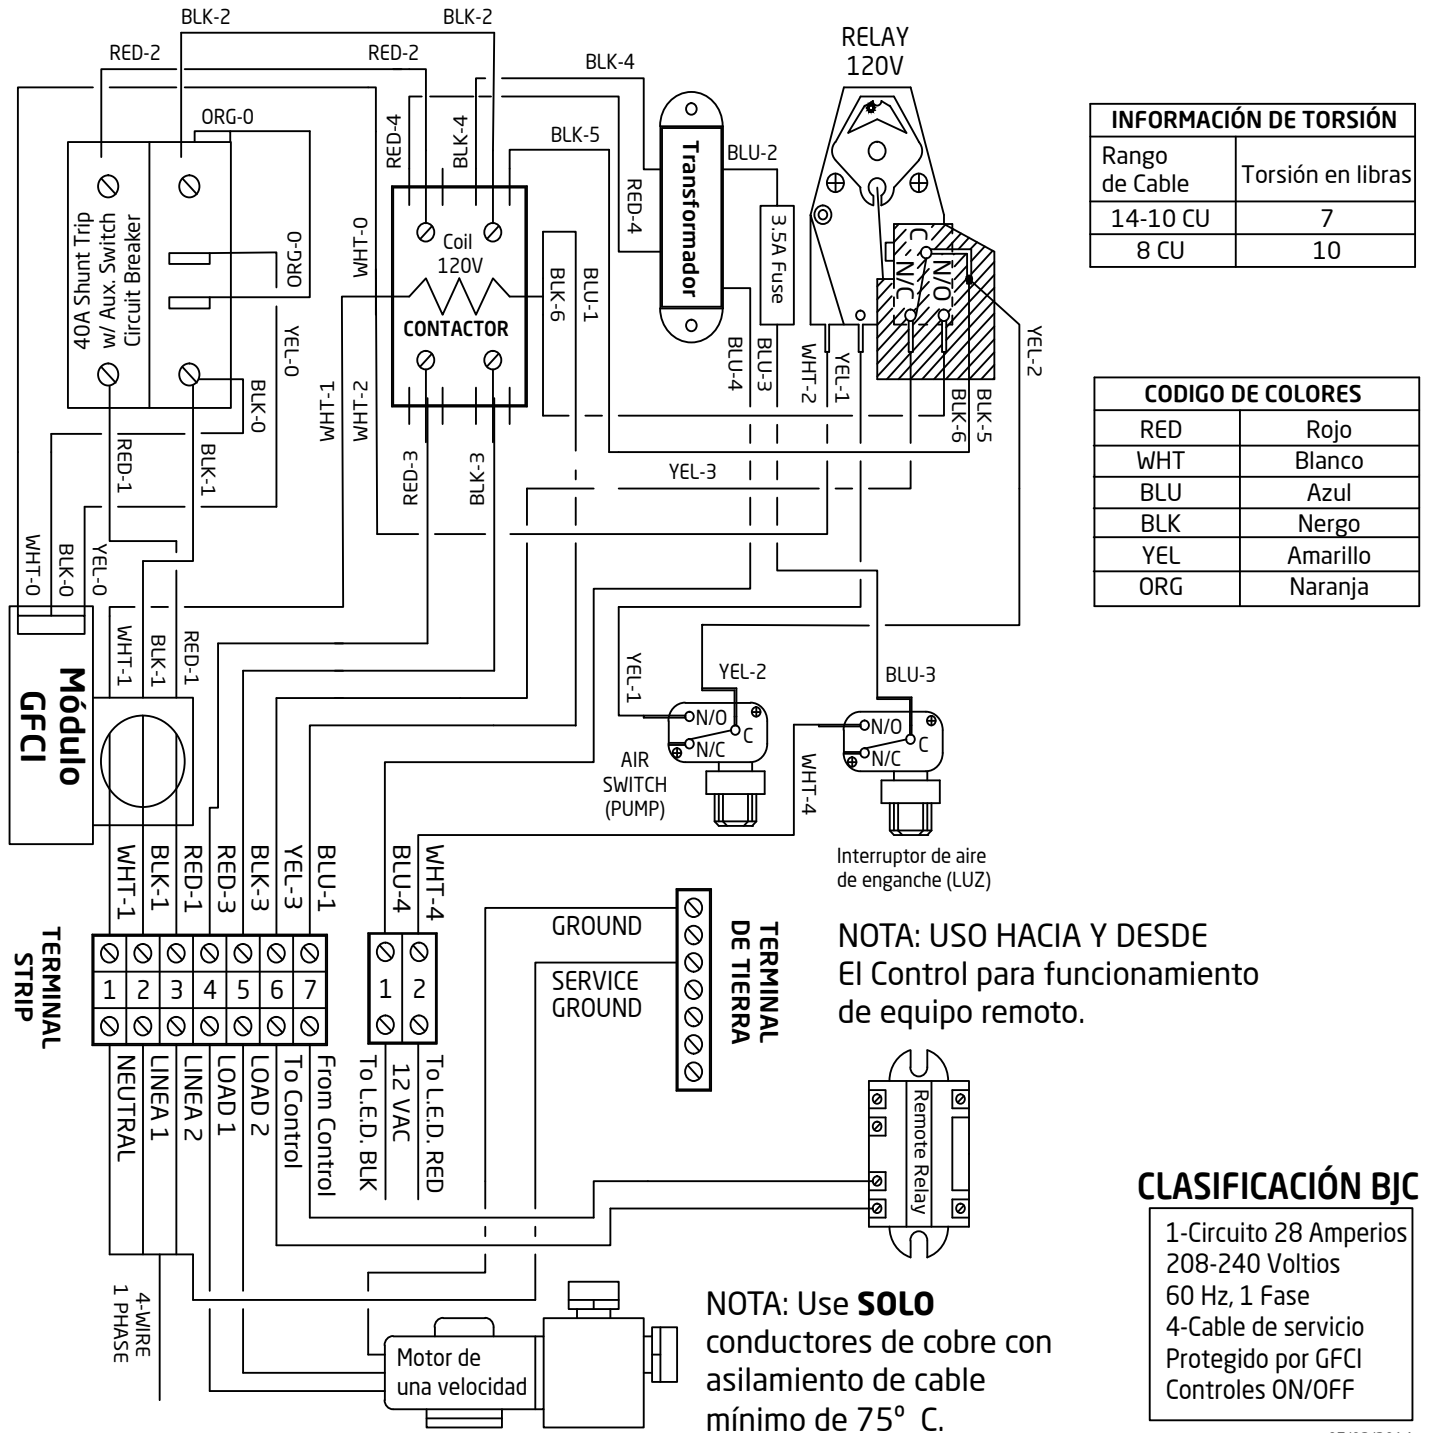 BLK-2
BLK-2
RED-2
RED-2
BLK-4
RELAY
120V
ORG-0
RED-4
BLK-4
BLK-5
BLU-2
40A Shunt Trip
w/ Aux. Switch
Circuit Breaker
ORG-0
YEL-0
BLK-0
WHT-0
Coil
120V
CONTACTOR
BLK-6
BLU-1
RED-4
Transformador
3.5A Fuse
BLU-4
BLU-3
C
N/C
N/O
WHT-2
YEL-1
BLK-6
BLK-5
YEL-2
INFORMACIÓN DE TORSIÓN
Rango
de Cable
Torsión en libras
14-10 CU
7
8 CU
10
CODIGO DE COLORES
RED
Rojo
WHT
Blanco
BLU
Azul
BLK
Nergo
YEL
Amarillo
ORG
Naranja
WHT-1
WHT-2
RED-1
BLK-1
RED-3
BLK-3
YEL-3
WHT-0
BLK-0
YEL-0
WHT-1
BLK-1
RED-1
Módulo
GFCI
YEL-1
YEL-2
BLU-3
N/O
N/C
C
N/O
N/C
C
AIR
SWITCH
(PUMP)
WHT-4
Interruptor de aire
de enganche (LUZ)
WHT-1
BLK-1
RED-1
RED-3
BLK-3
YEL-3
BLU-1
BLU-4
WHT-4
TERMINAL
STRIP
1
2
3
4
5
6
7
1
2
GROUND
SERVICE
GROUND
TERMINAL
DE TIERRA
NOTA: USO HACIA Y DESDE
El Control para funcionamiento
de equipo remoto.
NEUTRAL
LINEA 1
LINEA 2
LOAD 1
LOAD 2
To Control
From Control
To L.E.D. BLK
12 VAC
To L.E.D. RED
Remote Relay
4-WIRE
1 PHASE
Motor de
una velocidad
NOTA: Use SOLO
conductores de cobre con
asilamiento de cable
mínimo de 75º C.
CLASIFICACIÓN BJC
1-Circuito 28 Amperios
208-240 Voltios
60 Hz, 1 Fase
4-Cable de servicio
Protegido por GFCI
Controles ON/OFF